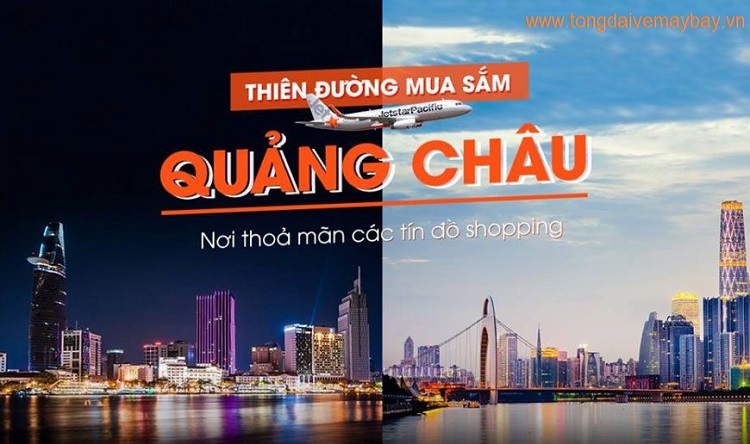 www.tongdaivemaybay.vn
THIÊN ĐƯỜNG MUA SẮM
JetstarPacific
QUẢNG CHÂU
Nơi thoả mãn các tín đồ shopping